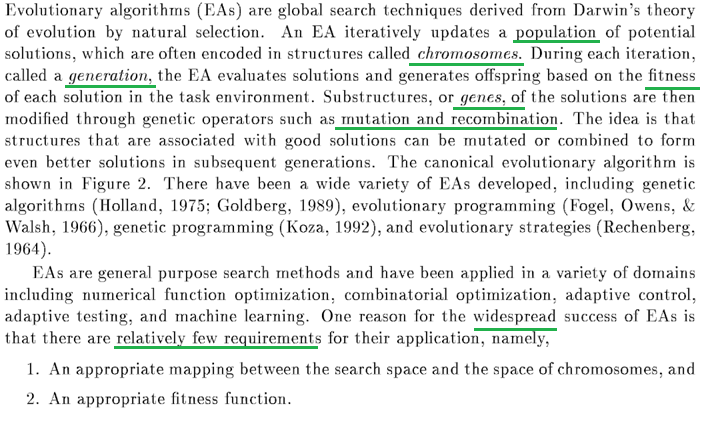 Evolutionary algorithms (EAs) are global search techniques derived from Darwin's theory
of evolution by natural selection. An EA iteratively updates a population of potential
solutions, which are often encoded in structures called chromosomes. During each iteration,
called a generation, the EA evaluates solutions and generates offspring based on the fitness
of each solution in the task environment. Substructures, or genes, of the solutions are then
modified through genetic operators such as mutation and recombination. The idea is that
structures that are associated with good solutions can be mutated or combined to form
even better solutions in subsequent generations. The canonical evolutionary algorithm is
shown in Figure 2. There have been a wide variety of EAs developed, including genetic
algorithms (Holland, 1975; Goldberg, 1989), evolutionary programming (Fogel, Owens, &
Walsh, 1966), genetic programming (Koza, 1992), and evolutionary strategies (Rechenberg,
1964).
EAs are general purpose search methods and have been applied in a variety of domains
including numerical function optimization, combinatorial optimization, adaptive control,
adaptive testing, and machine learning. One reason for the widespread success of EAs is
that there are relatively few requirements for their application, namely,
1. An appropriate mapping between the search space and the space of chromosomes, and
2. An appropriate fitness function.